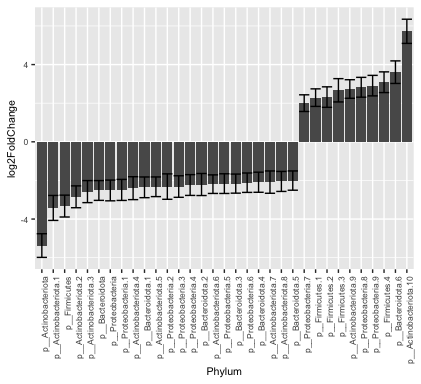 log2FoldChange
4
0
-4
p__Actinobacteriota
p__Actinobacteriota.1
p__Firmicutes
p__Actinobacteriota.2
p__Actinobacteriota.3
p__Bacteroidota
p__Proteobacteria
p__Proteobacteria.1
p__Actinobacteriota.4
p__Bacteroidota.1
p__Actinobacteriota.5
p__Proteobacteria.2
p__Proteobacteria.3
p__Proteobacteria.4
p__Bacteroidota.2
p__Actinobacteriota.6
p__Proteobacteria.5
p__Bacteroidota.3
p__Proteobacteria.6
p__Bacteroidota.4
p__Actinobacteriota.7
p__Actinobacteriota.8
p__Bacteroidota.5
p__Proteobacteria.7
p__Firmicutes.1
p__Firmicutes.2
p__Firmicutes.3
p__Actinobacteriota.9
p__Proteobacteria.8
p__Proteobacteria.9
p__Firmicutes.4
p__Bacteroidota.6
p__Actinobacteriota.10
Phylum